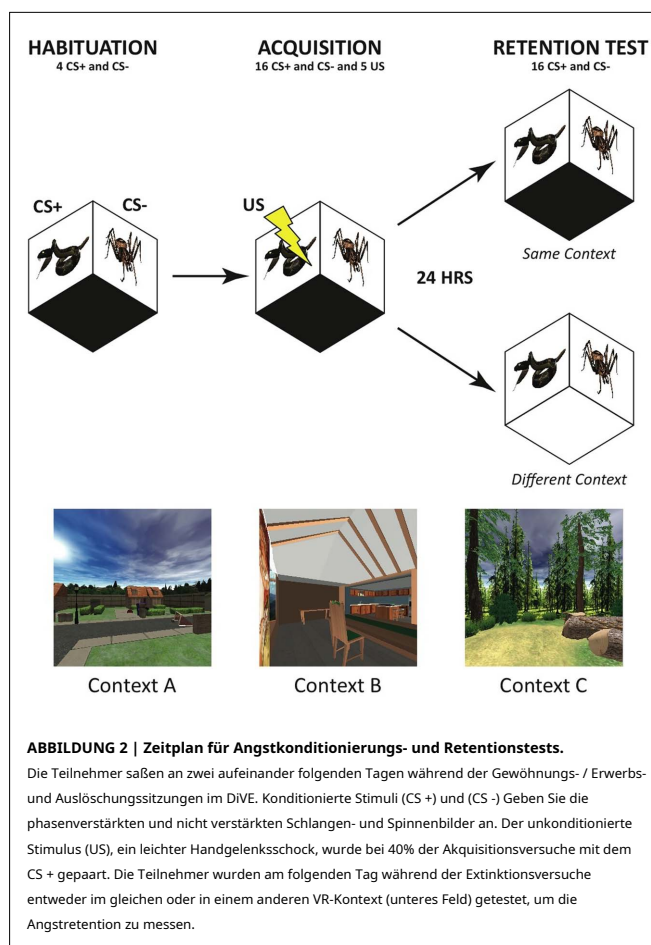 HABITUATION
4 CS+ and CS-
ACQUISITION
16 CS+ and CS- and 5 US
RETENTION TEST
16 CS+ and CS-
CS+
CS-
US
24 HRS
Same Context
Different Context
Context A
Context B
Context C
ABBILDUNG 2 | Zeitplan für Angstkonditionierungs- und Retentionstests.
Die Teilnehmer saßen an zwei aufeinander folgenden Tagen während der Gewöhnungs- / Erwerbs-
und Auslöschungssitzungen im DiVE. Konditionierte Stimuli (CS +) und (CS -) Geben Sie die
phasenverstärkten und nicht verstärkten Schlangen- und Spinnenbilder an. Der unkonditionierte
Stimulus (US), ein leichter Handgelenksschock, wurde bei 40% der Akquisitionsversuche mit dem
CS + gepaart. Die Teilnehmer wurden am folgenden Tag während der Extinktionsversuche
entweder im gleichen oder in einem anderen VR-Kontext (unteres Feld) getestet, um die
Angstretention zu messen.